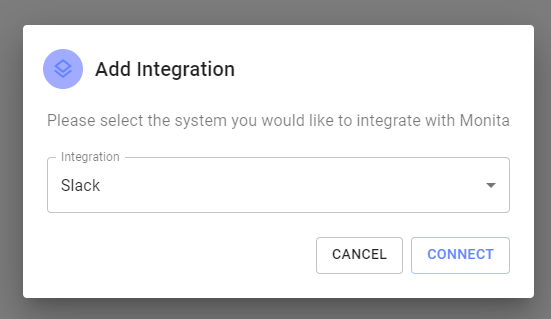 Add Integration
Please select the system you would like to integrate with Monita
Integration
Slack
CANCEL CONNECT